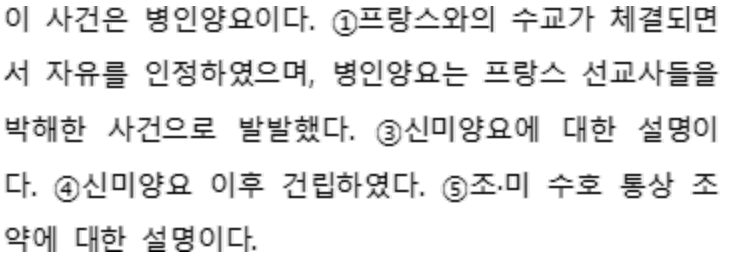 이 사건은 병인양요이다. ①프랑스와의 수교가 체결되면
서 자유를 인정하였으며, 병인양요는 프랑스 선교사들을
박해한 사건으로 발발했다. ③신미양요에 대한 설명이
다. ④신미양요 이후 건립하였다. ⑤조·미 수호 통상 조
약에 대한 설명이다.